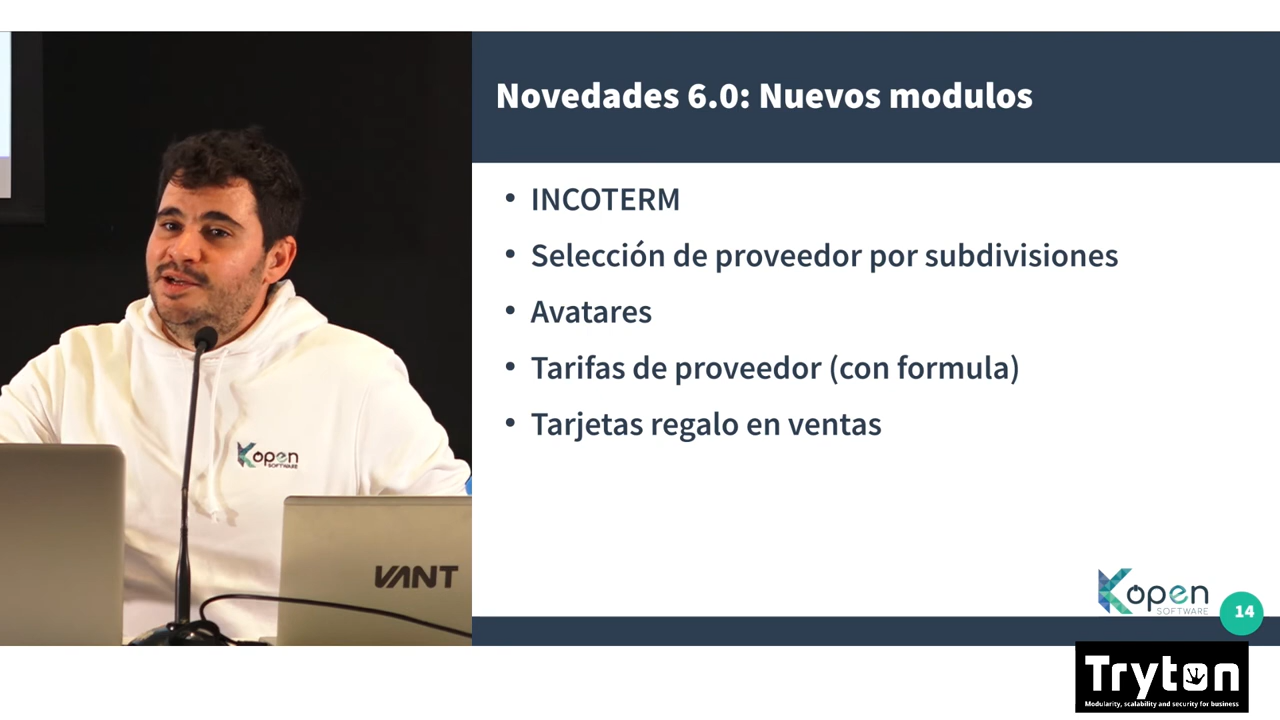 Novedades 6.0: Nuevos modulos
• INCOTERM
• Selección de proveedor por subdivisiones
• Avatares
• Tarifas de proveedor (con formula)
• Tarjetas regalo en ventas
Kopen
SOFTWARE
VANT
Kopen
SOFTWARE
14
Tryton
Modularity, scalability and security for business